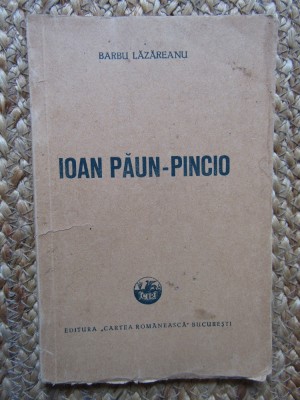 BARBU LĂZĂREANU
IOAN PĂUN-PINCIO
EDITURA „CARTEA ROMÂNEASCĂ" BUCUREȘTI